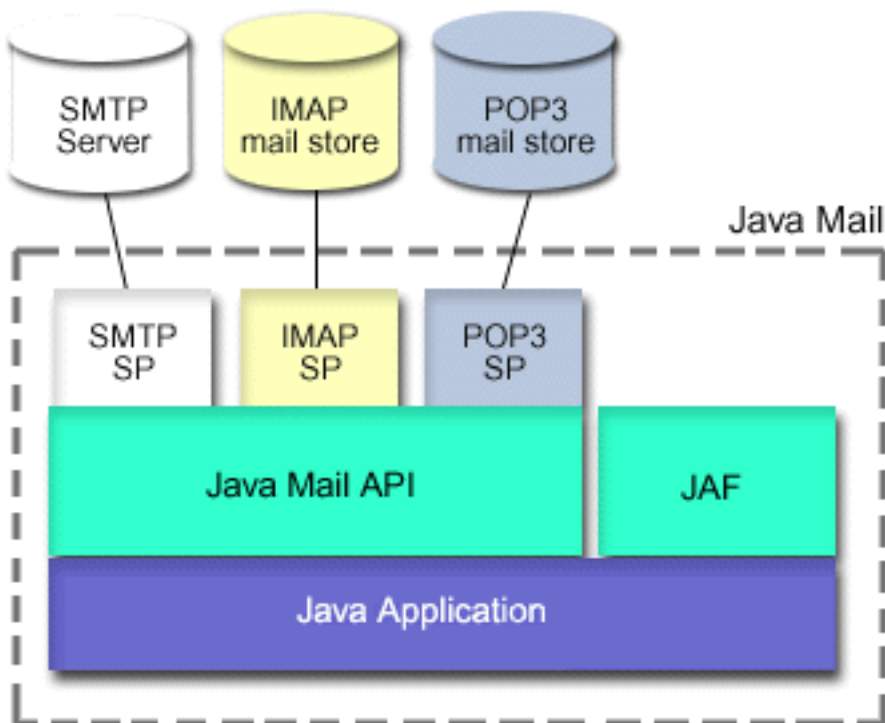 SMTP
Server
IMAP
mail store
POP3
mail store
Java Mail
SMTP
SP
IMAP
SP
POP3
SP
Java Mail API
JAF
Java Application